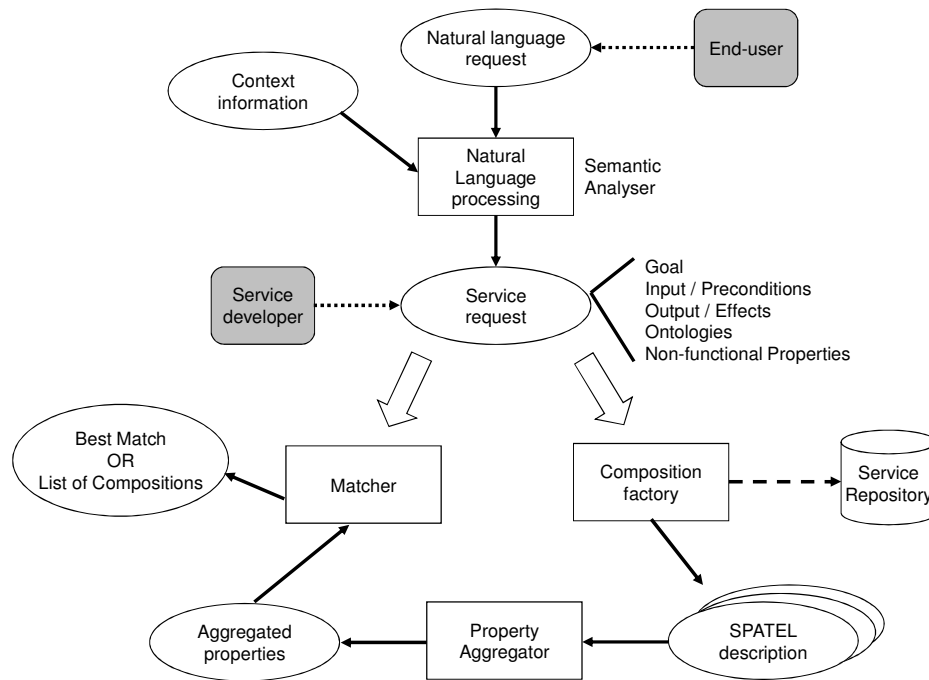 Natural language
request
End-user
Context
information
Natural
Language
processing
Semantic
Analyser
Service
developer
Service
request
Goal
Input / Preconditions
Output / Effects
Ontologies
Non-functional Properties
Best Match
OR
List of Compositions
Matcher
Composition
factory
Service
Repository
Aggregated
properties
Property
Aggregator
SPATEL
description